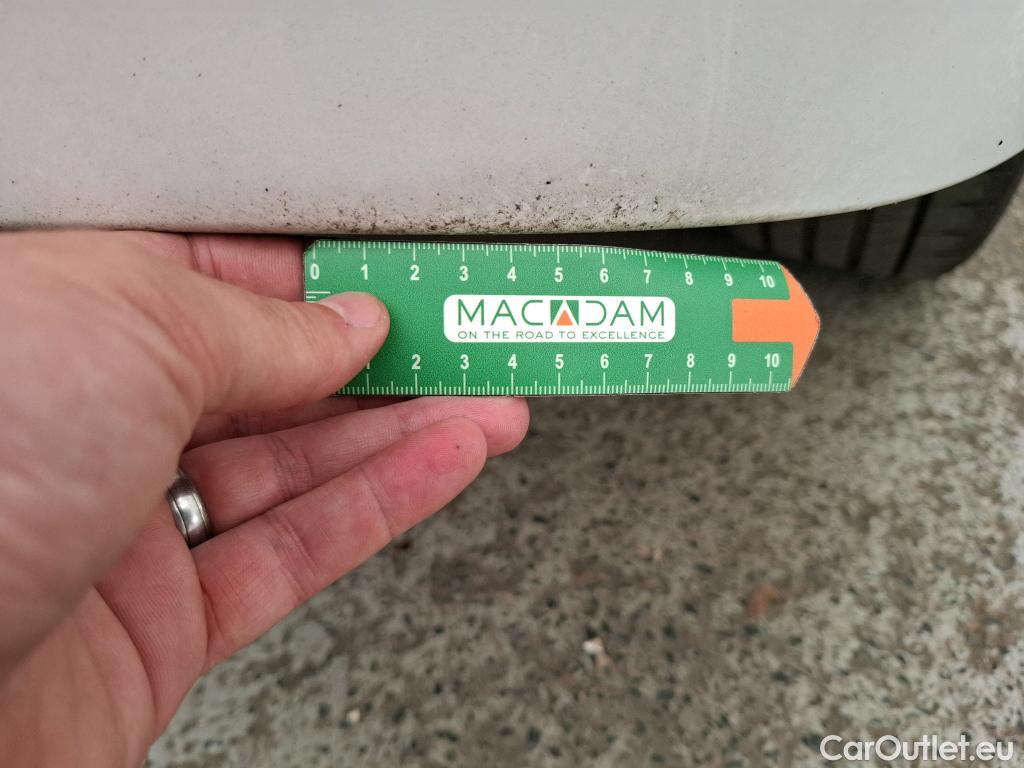 0 1 2 3 4 5 6 7 8 9 10
MACADAM
ON THE ROAD TO EXCELLENCE
1 2 3 4 5 6 7 8 9 10
CarOutlet.eu